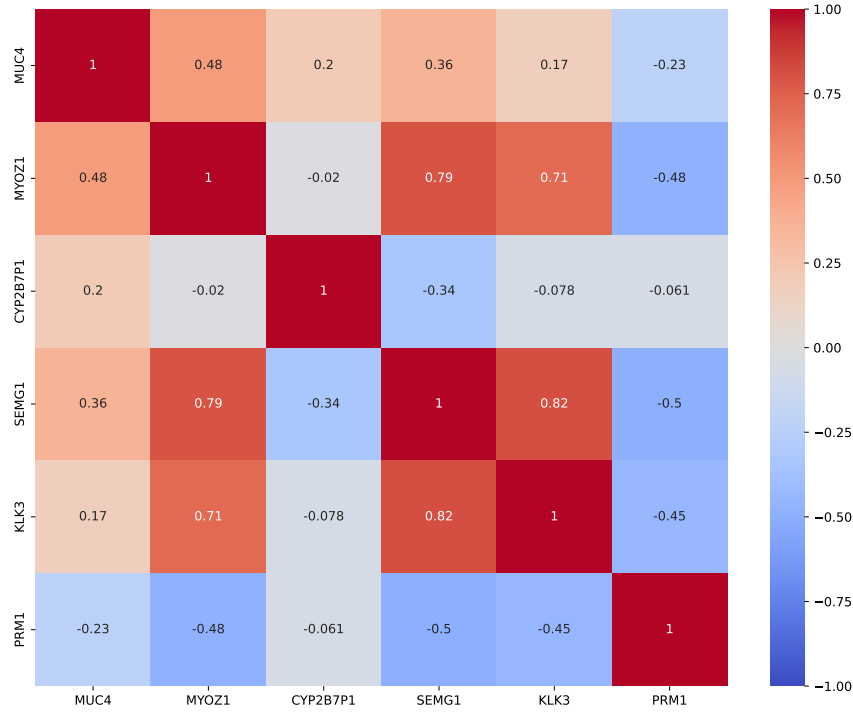 MUC4 1 0.48 0.2 0.36 0.17 -0.23
MYOZ1 0.48 1 -0.02 0.79 0.71 -0.48
CYP2B7P1 0.2 -0.02 1 -0.34 -0.078 -0.061
SEMG1 0.36 0.79 -0.34 1 0.82 -0.5
KLK3 0.17 0.71 -0.078 0.82 1 -0.45
PRM1 -0.23 -0.48 -0.061 -0.5 -0.45 1
MUC4 MYOZ1 CYP2B7P1 SEMG1 KLK3 PRM1
1.00
0.75
0.50
0.25
0.00
−0.25
−0.50
−0.75
−1.00